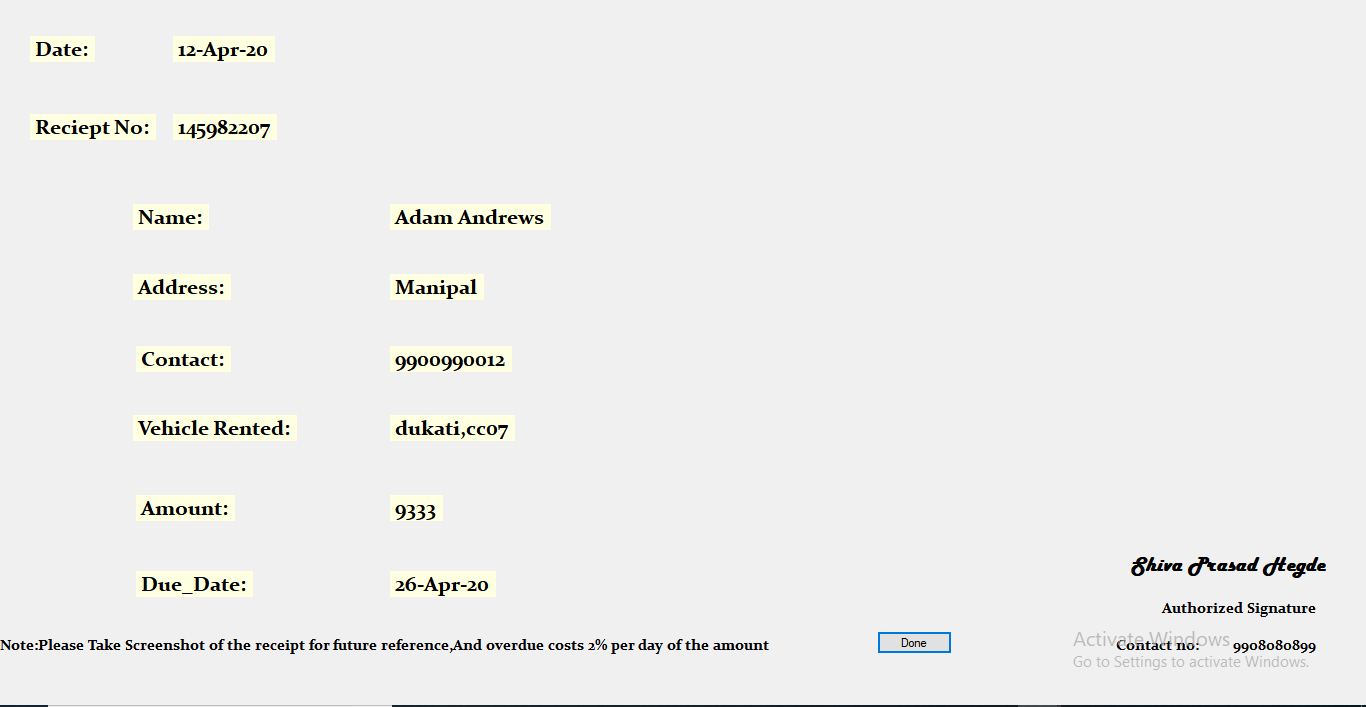 Date: 12-Apr-20
Reciept No: 145982207
Name: Adam Andrews
Address: Manipal
Contact: 9900990012
Vehicle Rented: dukati,cc07
Amount: 9333
Due_Date: 26-Apr-20
Shiva Prasad Hegde
Authorized Signature
Note:Please Take Screenshot of the receipt for future reference,And overdue costs 2% per day of the amount
Done
Contact no: 9908080899
Activate Windows
Go to Settings to activate Windows.